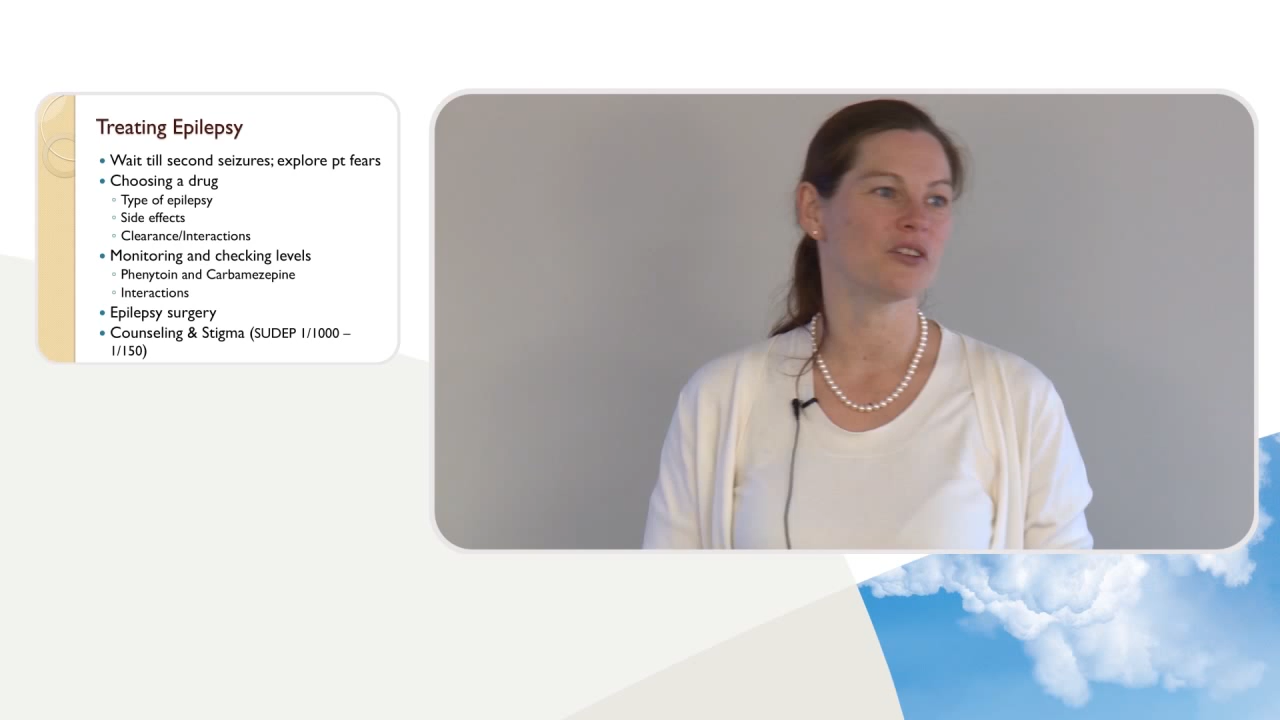 Treating Epilepsy
• Wait till second seizures; explore pt fears
• Choosing a drug
▫ Type of epilepsy
▫ Side effects
▫ Clearance/Interactions
• Monitoring and checking levels
▫ Phenytoin and Carbamezepine
▫ Interactions
• Epilepsy surgery
• Counseling & Stigma (SUDEP 1/1000 –
1/150)